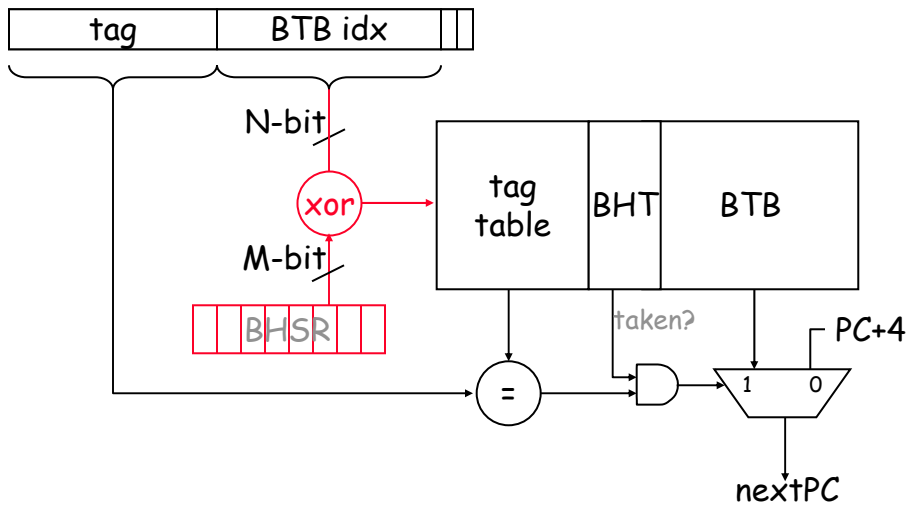 tag BTB idx
N-bit
xor
M-bit
BHSR
tag
table
BHT
BTB
taken?
PC+4
=
1 0
nextPC